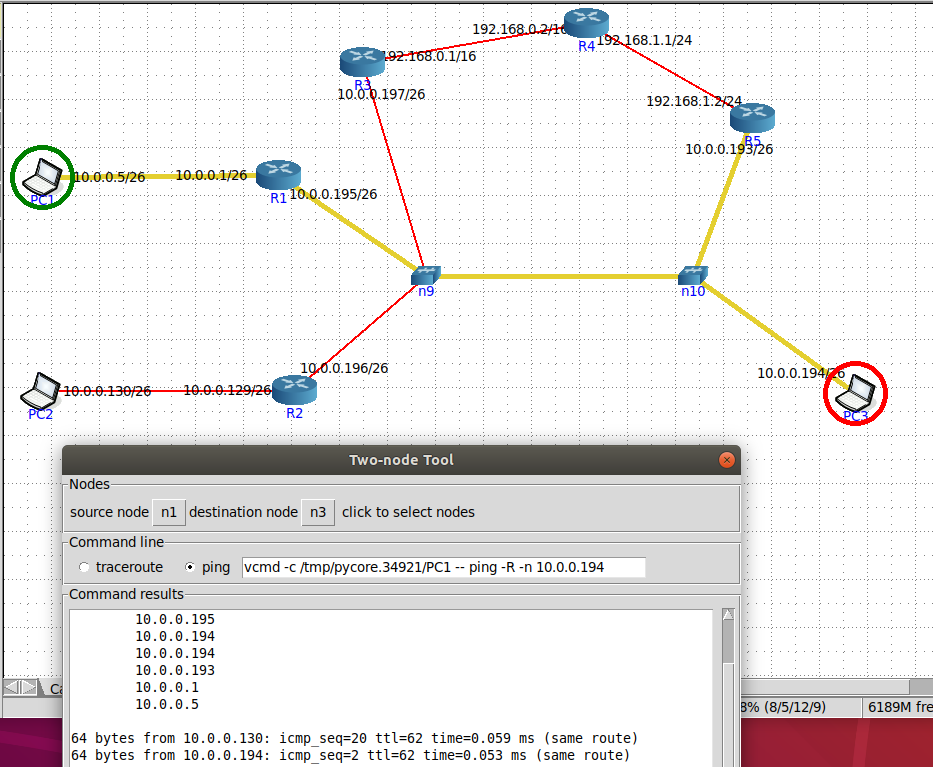 192.168.0.2/16
R4
192.168.1.1/24
192.168.0.1/16
R3
10.0.0.197/26
192.168.1.2/24
R5
10.0.0.193/26
PC1
10.0.0.5/26
10.0.0.1/26
R1
10.0.0.195/26
n9
n10
10.0.0.196/26
10.0.0.194/26
PC2
10.0.0.130/26
10.0.0.129/26
R2
PC3
Two-node Tool
Nodes
source node n1 destination node n3 click to select nodes
Command line
traceroute ping vcmd -c /tmp/pycore.34921/PC1 -- ping -R -n 10.0.0.194
Command results
10.0.0.195
10.0.0.194
10.0.0.194
10.0.0.193
10.0.0.1
10.0.0.5
64 bytes from 10.0.0.130: icmp_seq=20 ttl=62 time=0.059 ms (same route)
64 bytes from 10.0.0.194: icmp_seq=2 ttl=62 time=0.053 ms (same route)
Ca
8% (8/5/12/9)
6189M fre